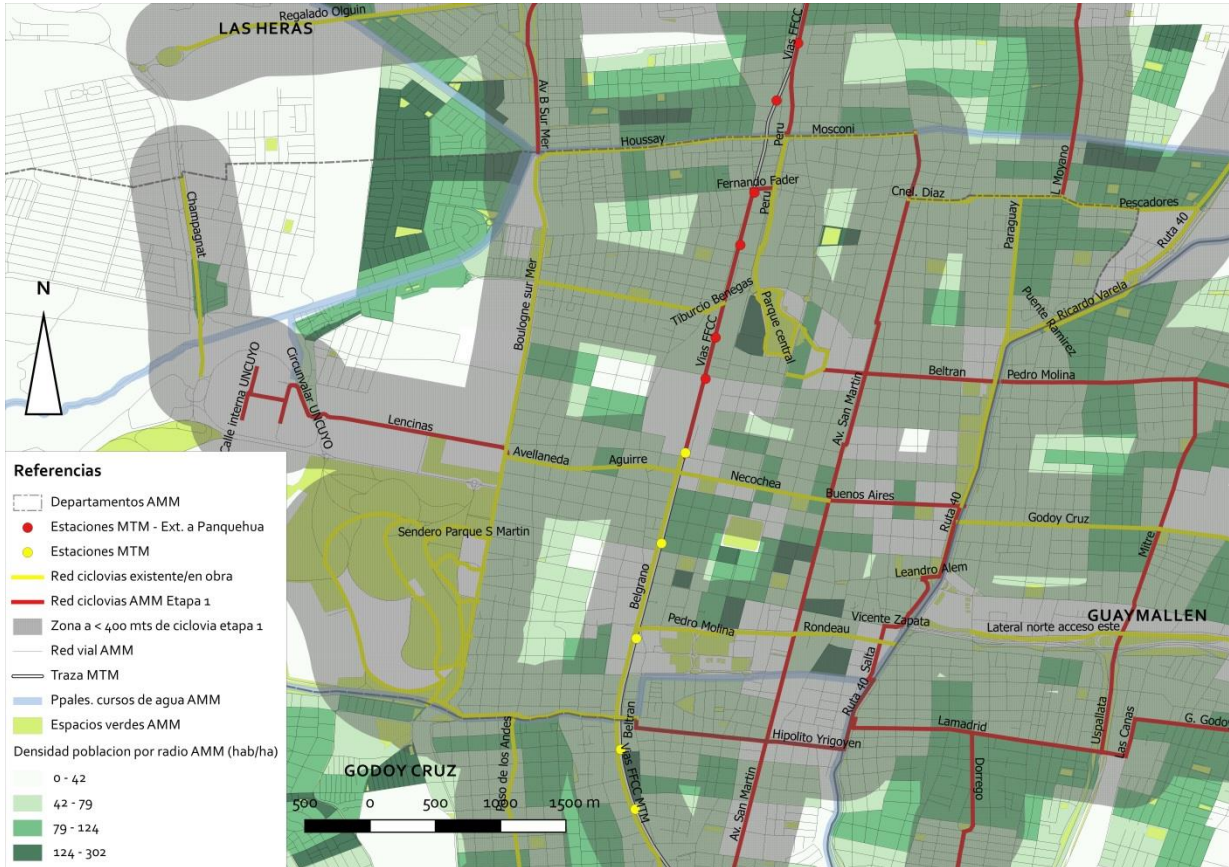 Regalado Olguin
LAS HERAS
Vias FFCC
Av B Sur Mer
Houssay
Peru
Mosconi
Fernando Fader
Peru
Cnel. Diaz
L Moyano
Pescadores
Champagnat
Paraguay
Ruta 40
N
Boulogne sur Mer
Tiburcio Benegas
Parque central
Puente Ramirez
Ricardo Varela
Vias FFCC
Calle interna UNCUYO
Circunvalar UNCUYO
Lencinas
Av. San Martin
Beltran
Pedro Molina
Avellaneda
Aguirre
Necochea
Buenos Aires
Ruta 40
Godoy Cruz
Mitre
Sendero Parque S Martin
Belgrano
Leandro Alem
Pedro Molina
Rondeau
Vicente Zapata
Lateral norte acceso este
GUAYMALLEN
Salta
Ruta 40
Beltran
Hipolito Yrigoyen
Lamadrid
Uspallata
Las Canas
G. Godoy
Vias FFCC MTM
Paso de los Andes
Av. San Martin
Dorrego
GODOY CRUZ
500 0 500 1000 1500 m
Referencias
Departamentos AMM
Estaciones MTM - Ext. a Panquehua
Estaciones MTM
Red ciclovias existente/en obra
Red ciclovias AMM Etapa 1
Zona a < 400 mts de ciclovia etapa 1
Red vial AMM
Traza MTM
Ppales. cursos de agua AMM
Espacios verdes AMM
Densidad poblacion por radio AMM (hab/ha)
0 - 42
42 - 79
79 - 124
124 - 302